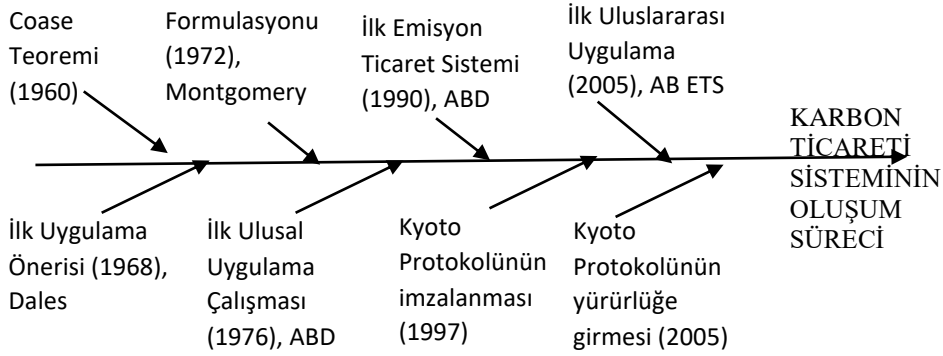 Coase
Teoremi
(1960)
Formulasyonu
(1972),
Montgomery
İlk Emisyon
Ticaret Sistemi
(1990), ABD
İlk Uluslararası
Uygulama
(2005), AB ETS
KARBON
TİCARETİ
SİSTEMİNİN
OLUŞUM
SÜRECİ
İlk Uygulama
Önerisi (1968),
Dales
İlk Ulusal
Uygulama
Çalışması
(1976), ABD
Kyoto
Protokolünün
imzalanması
(1997)
Kyoto
Protokolünün
yürürlüğe
girmesi (2005)